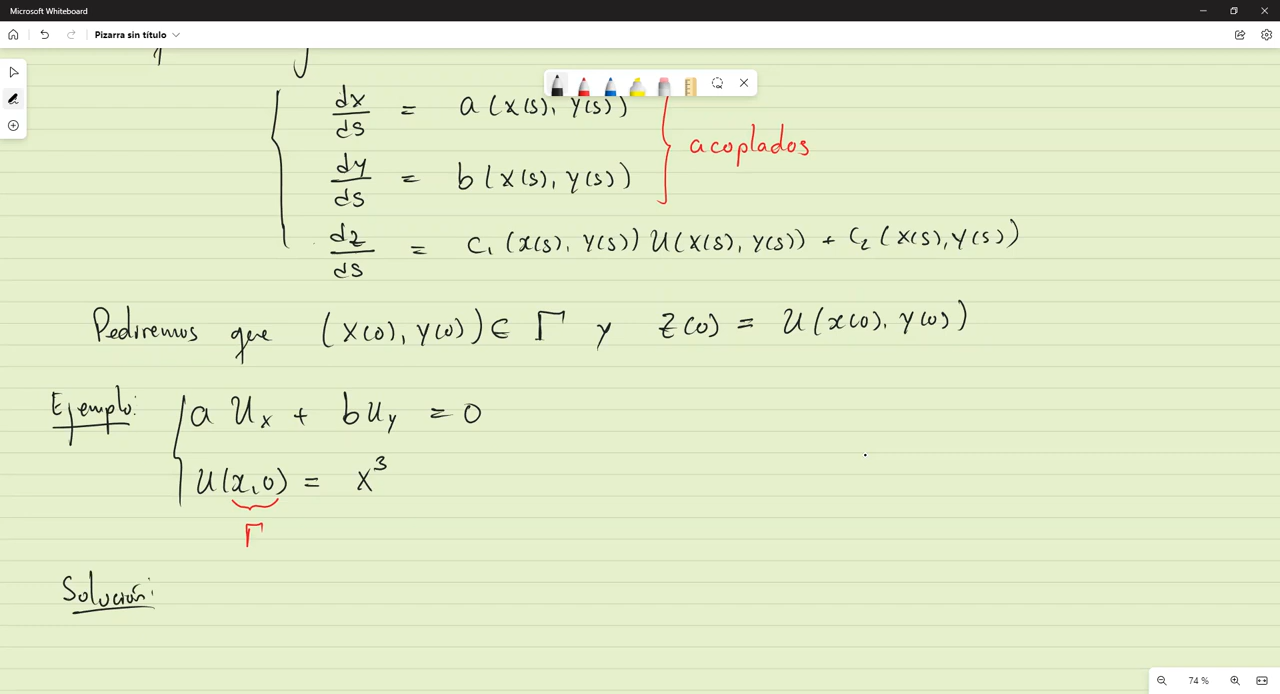 Microsoft Whiteboard
Pizarra sin título
dx/ds = a(x(s), y(s))
acoplados
dy/ds = b(x(s), y(s))
dz/ds = c₁(x(s), y(s)) u(x(s), y(s)) + c₂(x(s), y(s))
Pediremos que (x(0), y(0)) ∈ Γ y z(0) = u(x(0), y(0))
Ejemplo: a uₓ + b u_y = 0
u(x,0) = x³
Γ
Solución:
74 %